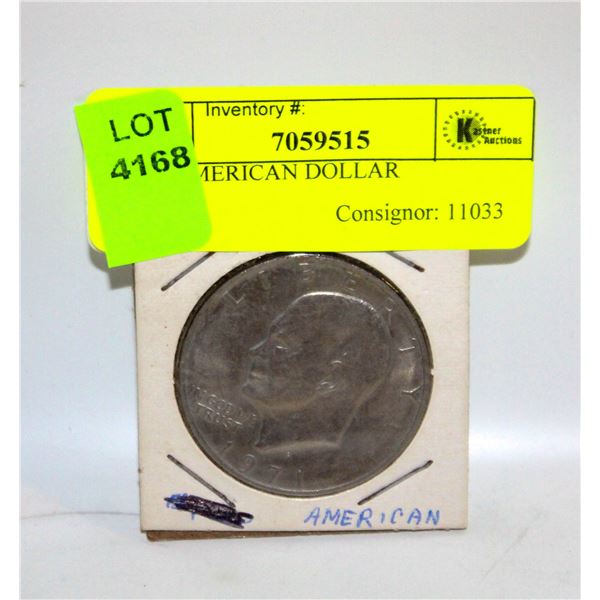 LOT
4168
Inventory #:
7059515
Kastner
Auctions
MERICAN DOLLAR
Consignor: 11033
LIBERTY
IN GOD WE
TRUST
1971
AMERICAN